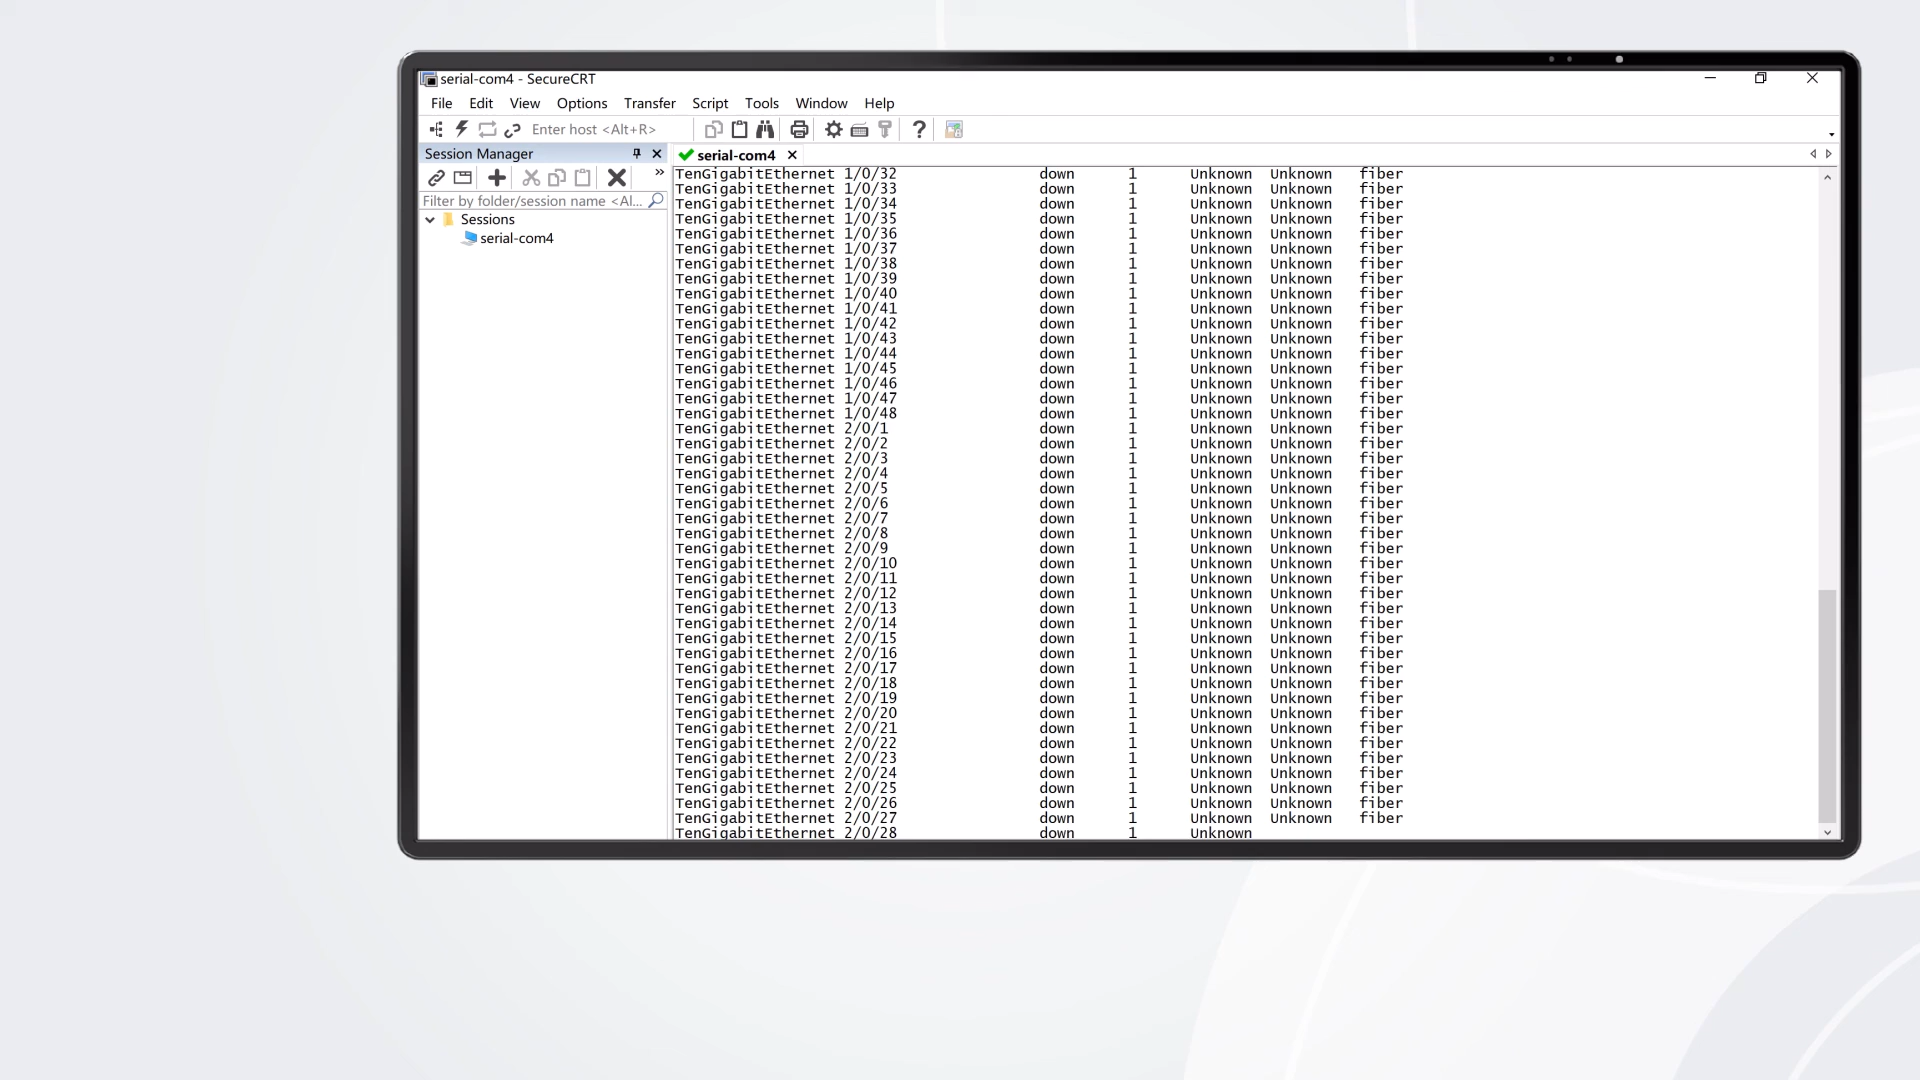 serial-com4 - SecureCRT
File Edit View Options Transfer Script Tools Window Help
Enter host <Alt+R>
Session Manager
serial-com4
Filter by folder/session name <Al...
Sessions
serial-com4
TenGigabitEthernet 1/0/32 down 1 Unknown Unknown fiber
TenGigabitEthernet 1/0/33 down 1 Unknown Unknown fiber
TenGigabitEthernet 1/0/34 down 1 Unknown Unknown fiber
TenGigabitEthernet 1/0/35 down 1 Unknown Unknown fiber
TenGigabitEthernet 1/0/36 down 1 Unknown Unknown fiber
TenGigabitEthernet 1/0/37 down 1 Unknown Unknown fiber
TenGigabitEthernet 1/0/38 down 1 Unknown Unknown fiber
TenGigabitEthernet 1/0/39 down 1 Unknown Unknown fiber
TenGigabitEthernet 1/0/40 down 1 Unknown Unknown fiber
TenGigabitEthernet 1/0/41 down 1 Unknown Unknown fiber
TenGigabitEthernet 1/0/42 down 1 Unknown Unknown fiber
TenGigabitEthernet 1/0/43 down 1 Unknown Unknown fiber
TenGigabitEthernet 1/0/44 down 1 Unknown Unknown fiber
TenGigabitEthernet 1/0/45 down 1 Unknown Unknown fiber
TenGigabitEthernet 1/0/46 down 1 Unknown Unknown fiber
TenGigabitEthernet 1/0/47 down 1 Unknown Unknown fiber
TenGigabitEthernet 1/0/48 down 1 Unknown Unknown fiber
TenGigabitEthernet 2/0/1 down 1 Unknown Unknown fiber
TenGigabitEthernet 2/0/2 down 1 Unknown Unknown fiber
TenGigabitEthernet 2/0/3 down 1 Unknown Unknown fiber
TenGigabitEthernet 2/0/4 down 1 Unknown Unknown fiber
TenGigabitEthernet 2/0/5 down 1 Unknown Unknown fiber
TenGigabitEthernet 2/0/6 down 1 Unknown Unknown fiber
TenGigabitEthernet 2/0/7 down 1 Unknown Unknown fiber
TenGigabitEthernet 2/0/8 down 1 Unknown Unknown fiber
TenGigabitEthernet 2/0/9 down 1 Unknown Unknown fiber
TenGigabitEthernet 2/0/10 down 1 Unknown Unknown fiber
TenGigabitEthernet 2/0/11 down 1 Unknown Unknown fiber
TenGigabitEthernet 2/0/12 down 1 Unknown Unknown fiber
TenGigabitEthernet 2/0/13 down 1 Unknown Unknown fiber
TenGigabitEthernet 2/0/14 down 1 Unknown Unknown fiber
TenGigabitEthernet 2/0/15 down 1 Unknown Unknown fiber
TenGigabitEthernet 2/0/16 down 1 Unknown Unknown fiber
TenGigabitEthernet 2/0/17 down 1 Unknown Unknown fiber
TenGigabitEthernet 2/0/18 down 1 Unknown Unknown fiber
TenGigabitEthernet 2/0/19 down 1 Unknown Unknown fiber
TenGigabitEthernet 2/0/20 down 1 Unknown Unknown fiber
TenGigabitEthernet 2/0/21 down 1 Unknown Unknown fiber
TenGigabitEthernet 2/0/22 down 1 Unknown Unknown fiber
TenGigabitEthernet 2/0/23 down 1 Unknown Unknown fiber
TenGigabitEthernet 2/0/24 down 1 Unknown Unknown fiber
TenGigabitEthernet 2/0/25 down 1 Unknown Unknown fiber
TenGigabitEthernet 2/0/26 down 1 Unknown Unknown fiber
TenGigabitEthernet 2/0/27 down 1 Unknown Unknown fiber
TenGigabitEthernet 2/0/28 down 1 Unknown